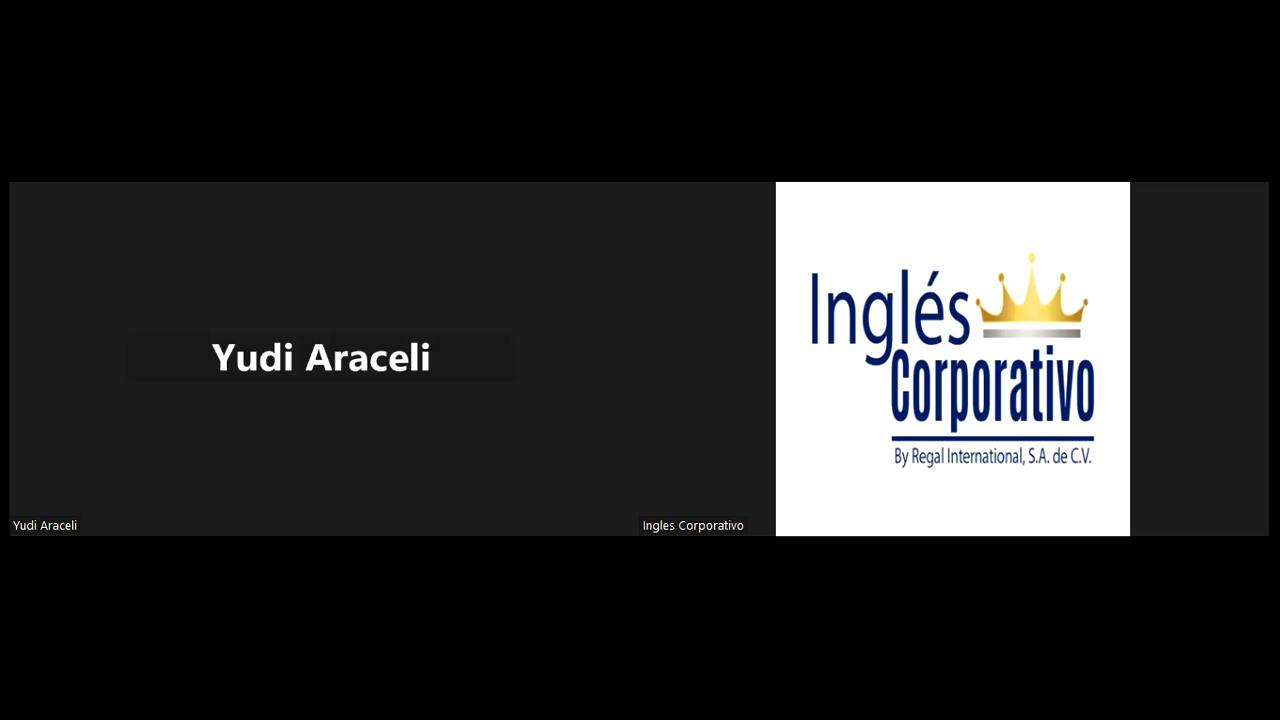 Yudi Araceli
Inglés
Corporativo
By Regal International, S.A. de C.V.
Yudi Araceli
Ingles Corporativo